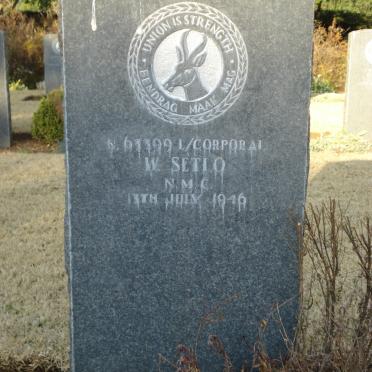 UNION IS STRENGTH
EENDRAG MAAK MAG
N. 63399 L/CORPORAL
W. SETLO
N.M.C.
13TH JULY 1946